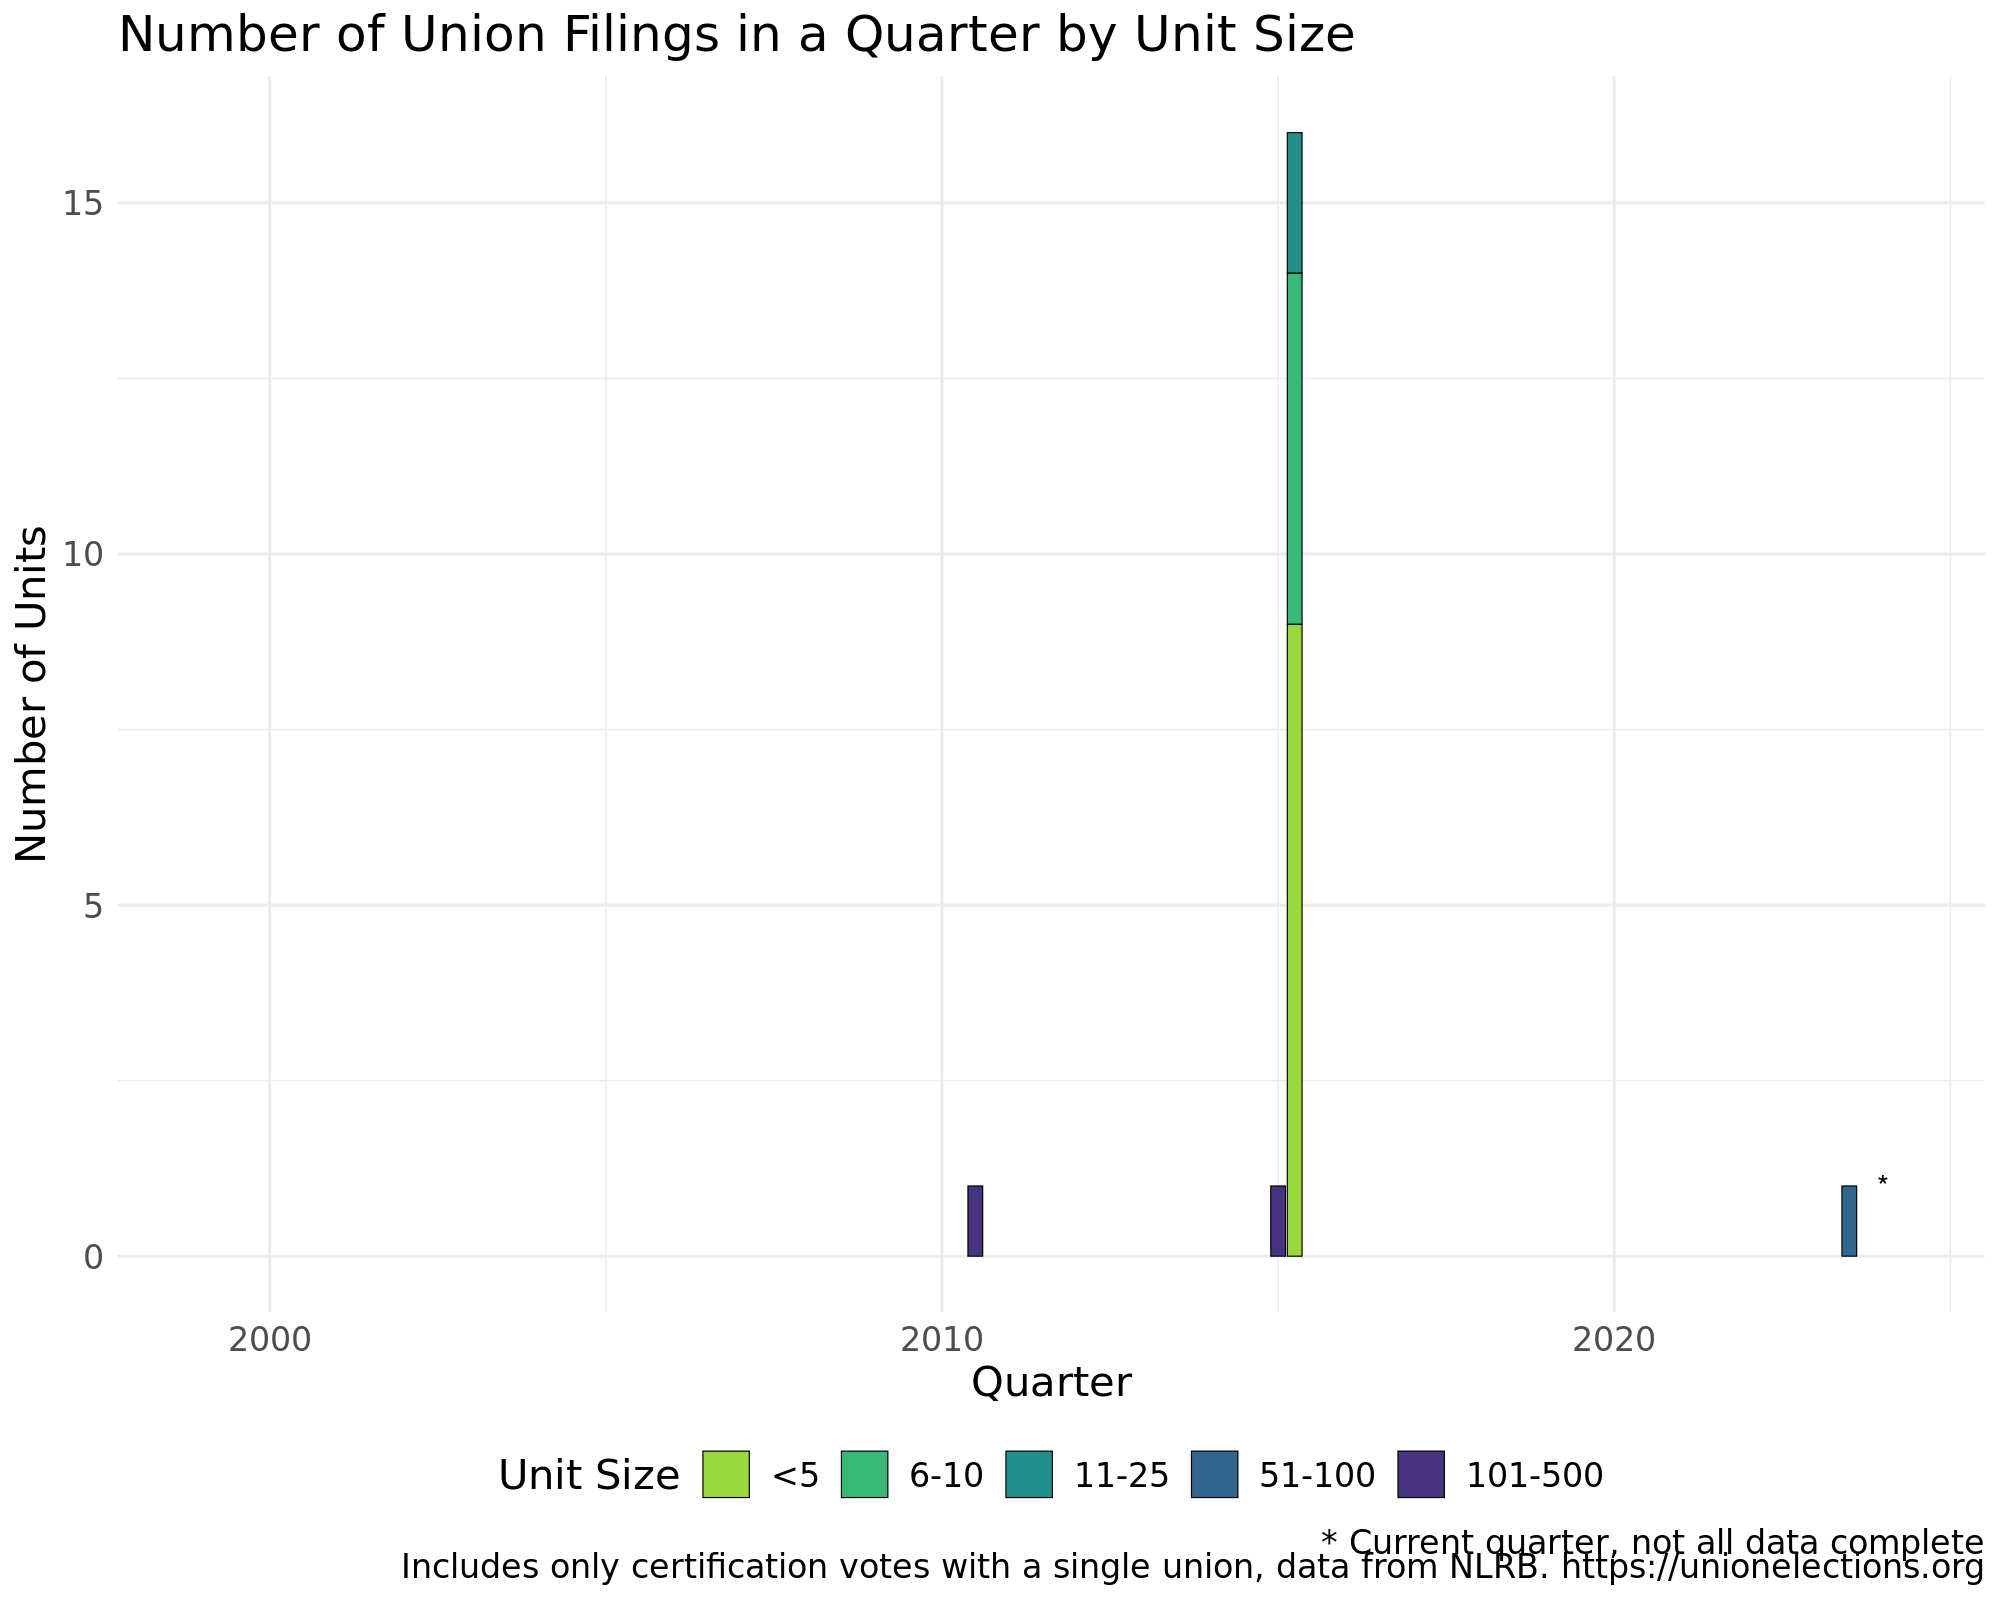 Number of Union Filings in a Quarter by Unit Size
Number of Units
15
10
5
0
*
2000 2010 2020
Quarter
Unit Size <5 6-10 11-25 51-100 101-500
* Current quarter, not all data complete
Includes only certification votes with a single union, data from NLRB. https://unionelections.org